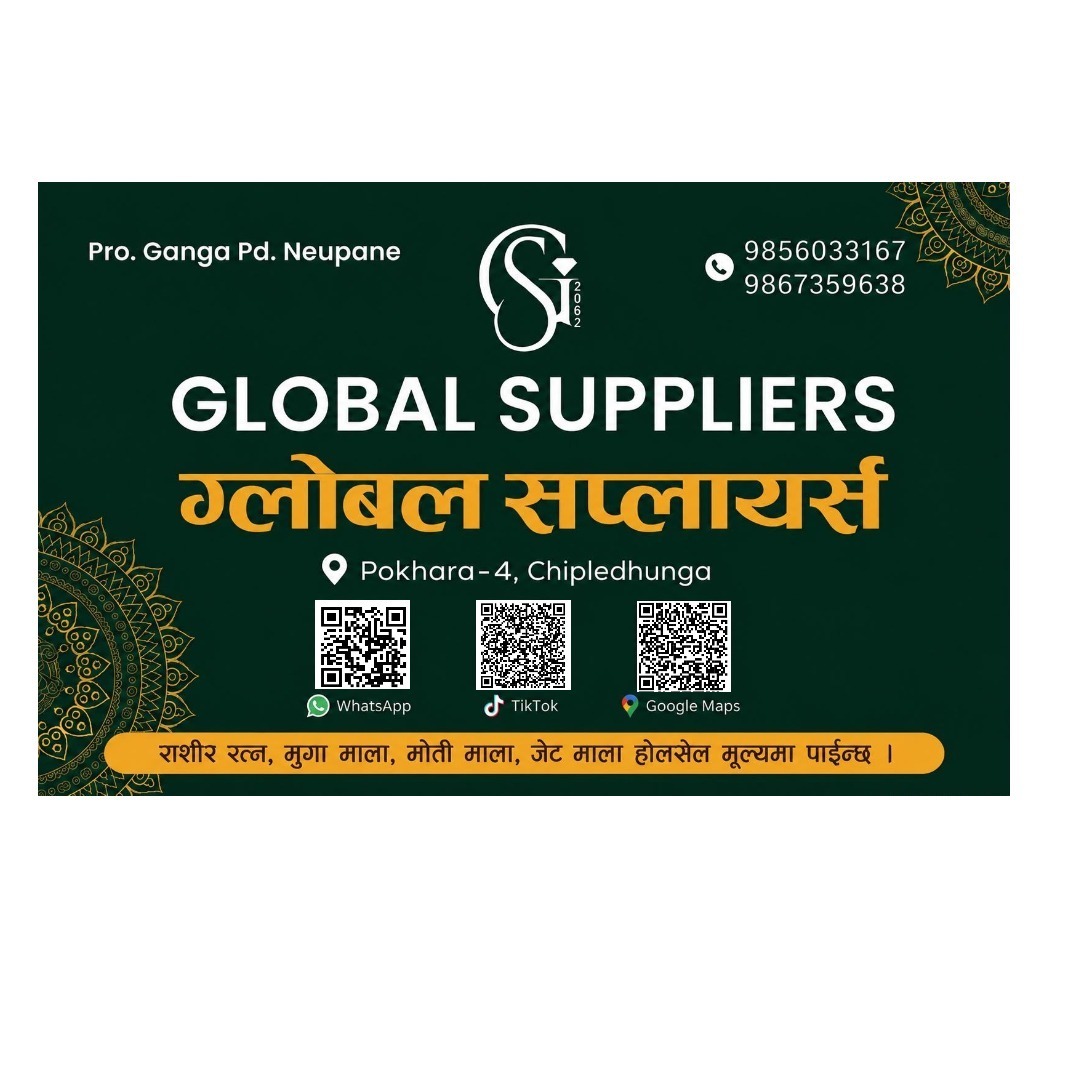 Pro. Ganga Pd. Neupane
GSi
2062
9856033167
9867359638
GLOBAL SUPPLIERS
ग्लोबल सप्लायर्स
Pokhara-4, Chipledhunga
WhatsApp
TikTok
Google Maps
राशीर रत्न, मुगा माला, मोती माला, जेट माला होलसेल मूल्यमा पाईन्छ ।